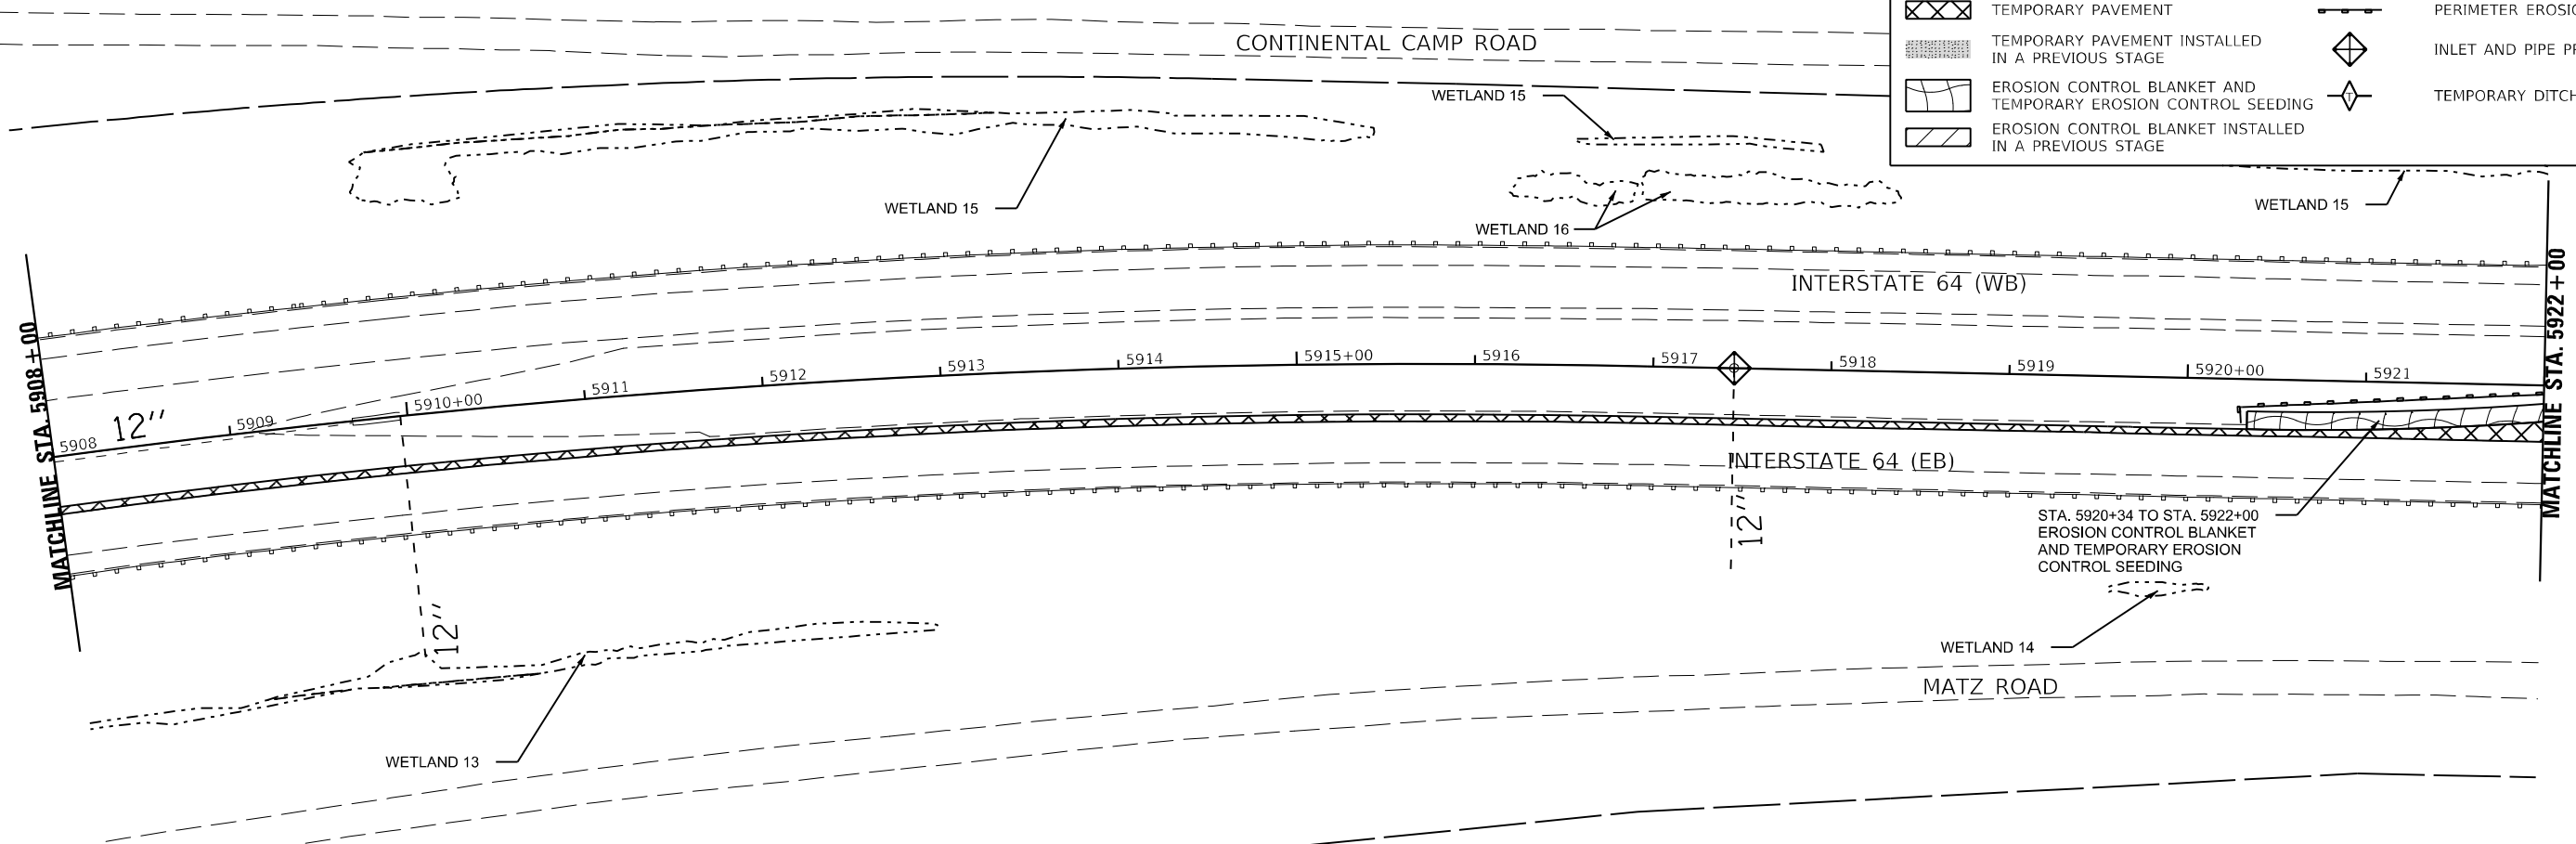 TEMPORARY PAVEMENT
TEMPORARY PAVEMENT INSTALLED
IN A PREVIOUS STAGE
EROSION CONTROL BLANKET AND
TEMPORARY EROSION CONTROL SEEDING
EROSION CONTROL BLANKET INSTALLED
IN A PREVIOUS STAGE
PERIMETER
INLET AND PIPE
T
TEMPORARY DITCH
CONTINENTAL CAMP ROAD
WETLAND 15
WETLAND 15
WETLAND 16
WETLAND 15
INTERSTATE 64 (WB)
MATCHLINE STA. 5908+00
MATCHLINE STA. 5922+00
5908
12"
5909
5910+00
5911
5912
5913
5914
5915+00
5916
5917
5918
5919
5920+00
5921
INTERSTATE 64 (EB)
12"
12"
STA. 5920+34 TO STA. 5922+00
EROSION CONTROL BLANKET
AND TEMPORARY EROSION
CONTROL SEEDING
WETLAND 14
MATZ ROAD
WETLAND 13